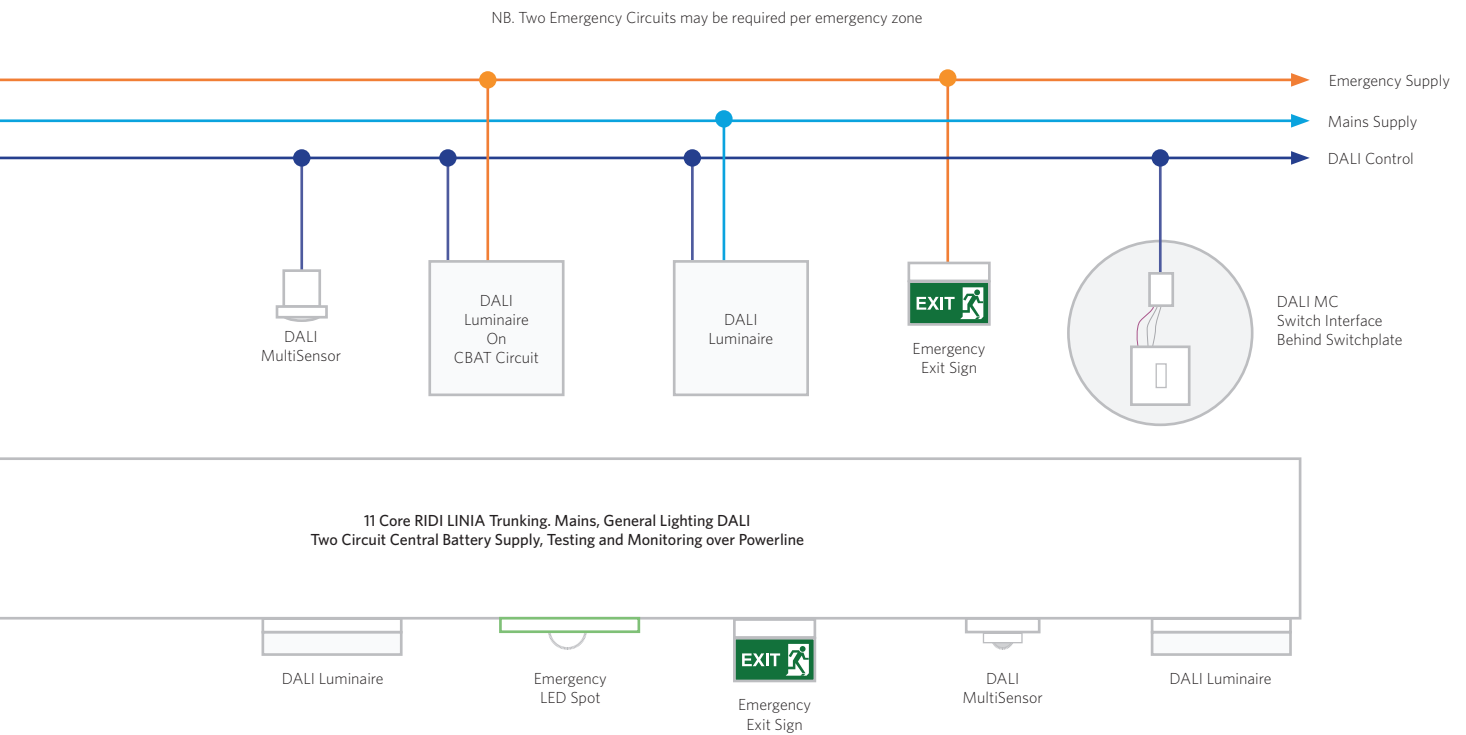 NB. Two Emergency Circuits may be required per emergency zone
Emergency Supply
Mains Supply
DALI Control
DALI
MultiSensor
DALI
Luminaire
On
CBAT Circuit
DALI
Luminaire
EXIT
Emergency
Exit Sign
DALI MC
Switch Interface
Behind Switchplate
11 Core RIDI LINIA Trunking. Mains, General Lighting DALI
Two Circuit Central Battery Supply, Testing and Monitoring over Powerline
DALI Luminaire
Emergency
LED Spot
EXIT
Emergency
Exit Sign
DALI
MultiSensor
DALI Luminaire